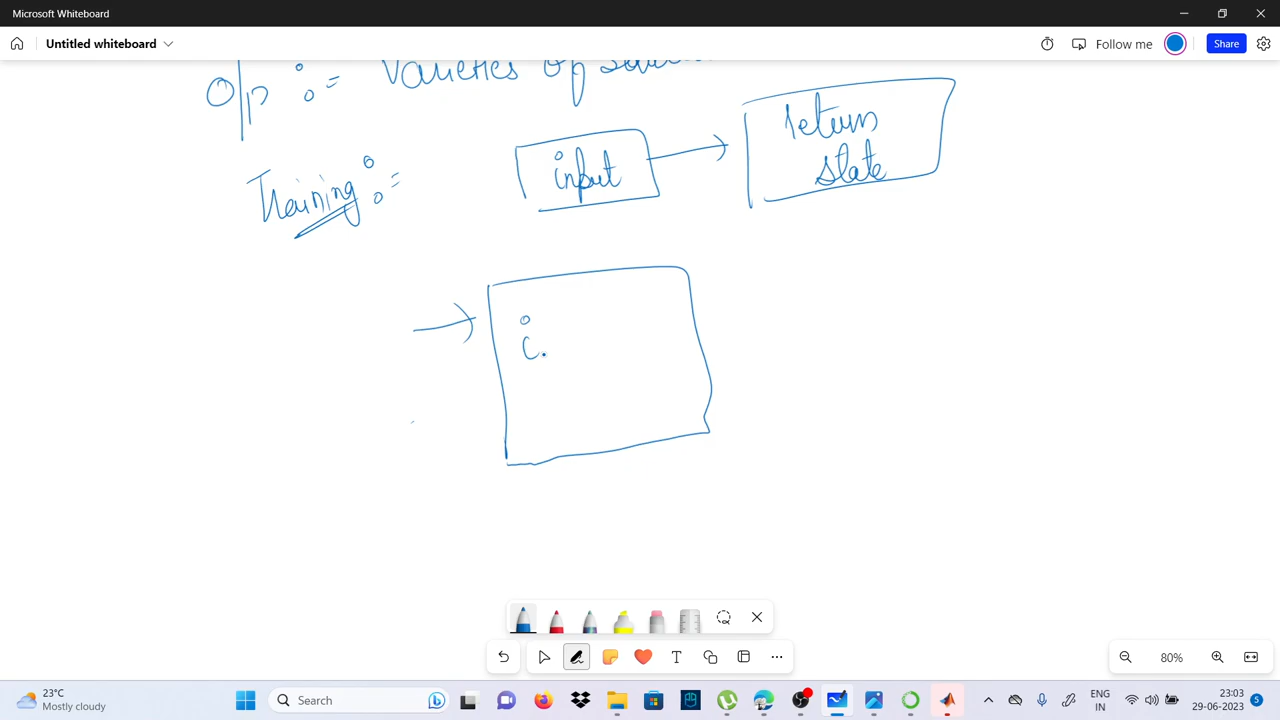 Microsoft Whiteboard
Untitled whiteboard
Follow me
Share
O/p := Varieties of
Training :=
input
return
state
i
T
80%
23°C
Mostly cloudy
Search
ENG
IN
23:03
29-06-2023
5